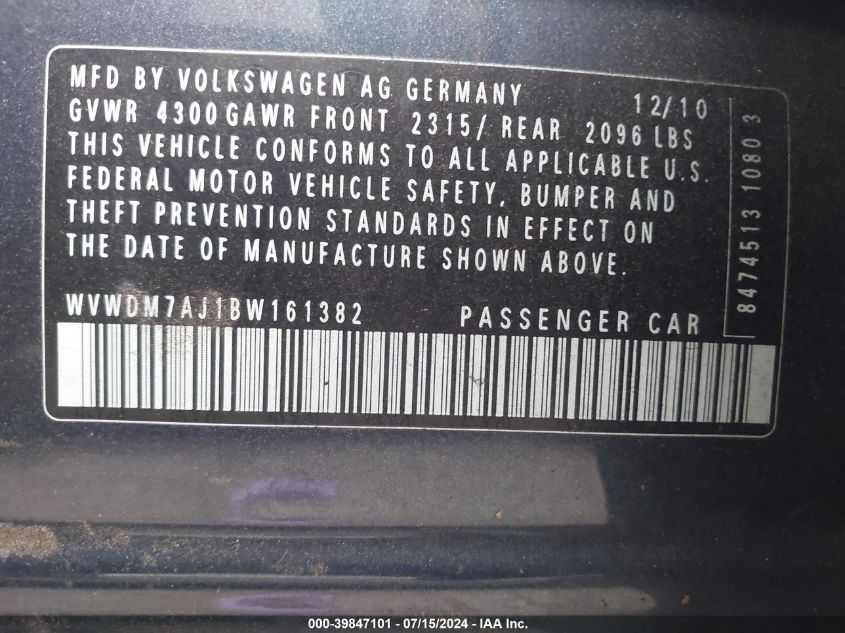 MFD BY VOLKSWAGEN AG GERMANY 12/10
GVWR 4300 GAWR FRONT 2315/ REAR 2096 LBS
THIS VEHICLE CONFORMS TO ALL APPLICABLE U.S.
FEDERAL MOTOR VEHICLE SAFETY, BUMPER AND
THEFT PREVENTION STANDARDS IN EFFECT ON
THE DATE OF MANUFACTURE SHOWN ABOVE.
WVWDM7AJ1BW161382 PASSENGER CAR
8474513 10803
000-39847101 - 07/15/2024 - IAA Inc.